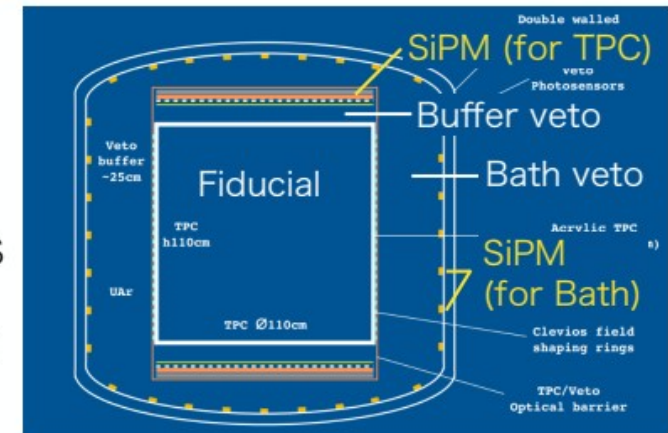 Double walled
SiPM (for TPC)
veto
Photosensors
Buffer veto
Veto
buffer
~25cm
Fiducial
Bath veto
TPC
h110cm
Acrylic TPC
s)
S
SiPM
(for Bath)
UAr
TPC Ø110cm
Clevios field
shaping rings
TPC/Veto
Optical barrier